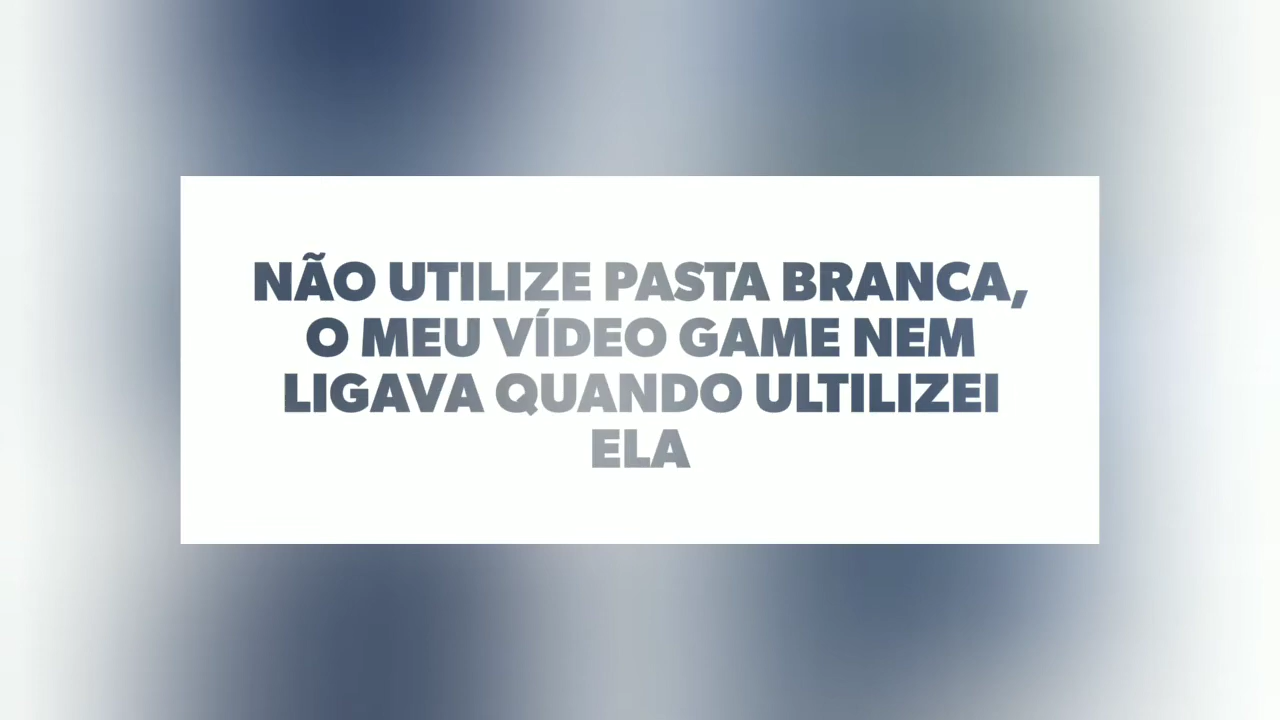 NÃO UTILIZE PASTA BRANCA,
O MEU VÍDEO GAME NEM
LIGAVA QUANDO ULTILIZEI
ELA